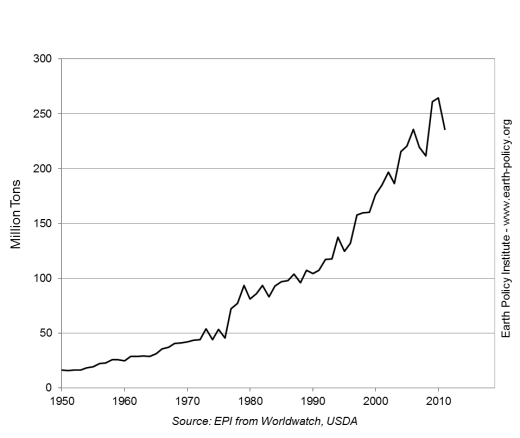 300
250
200
150
100
50
0
Million Tons
1950 1960 1970 1980 1990 2000 2010
Source: EPI from Worldwatch, USDA
Earth Policy Institute - www.earth-policy.org